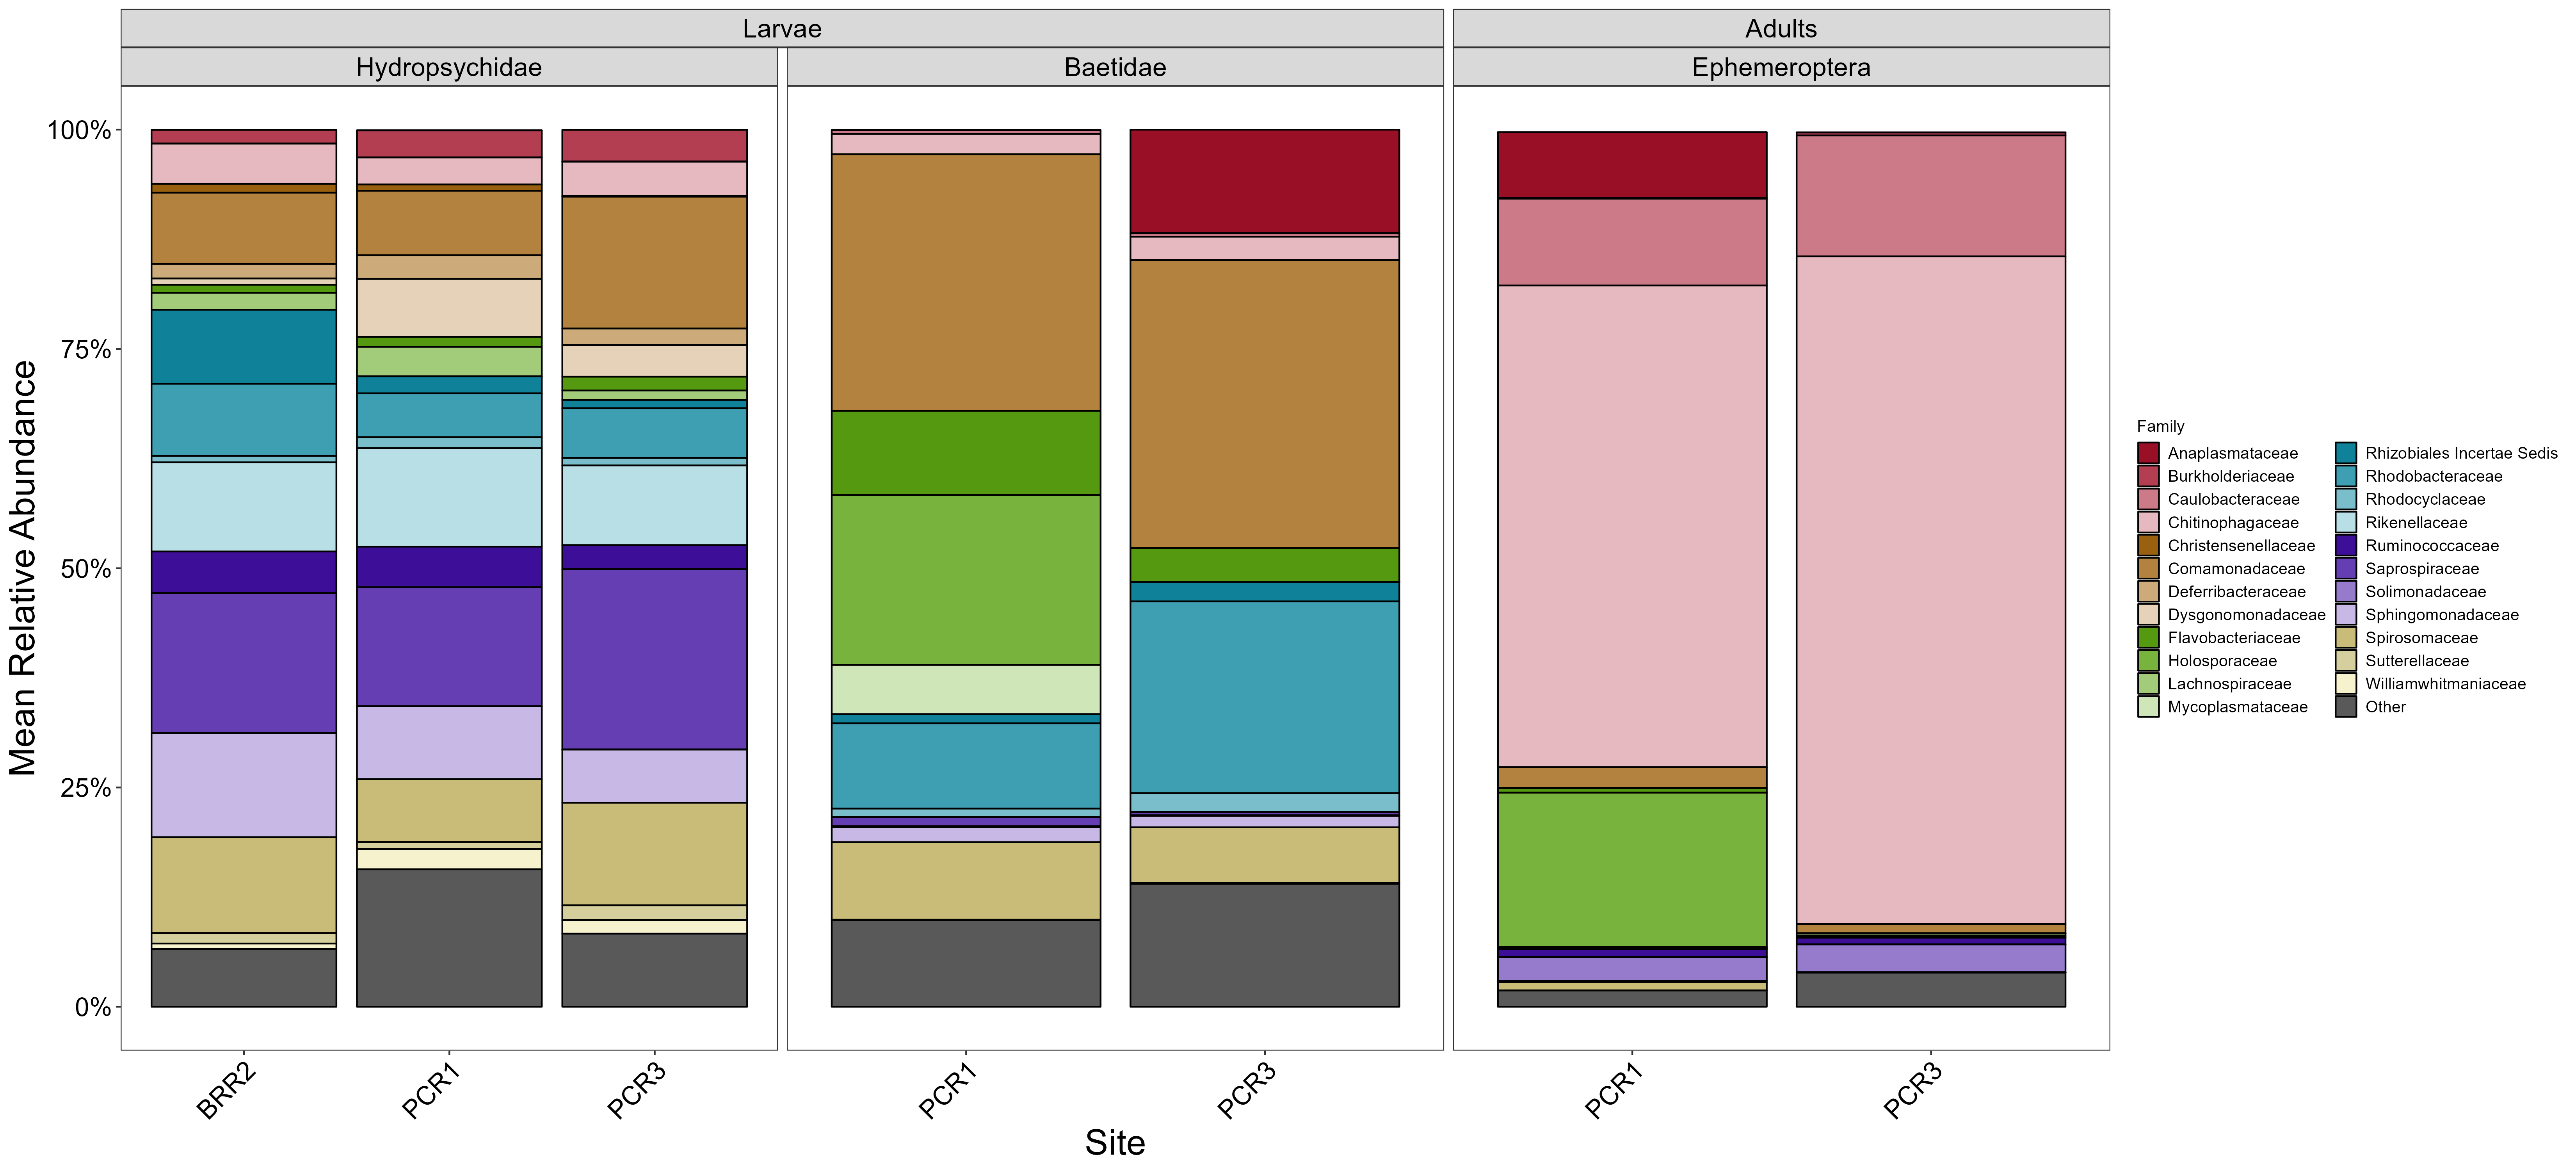 Larvae
Adults
Hydropsychidae
Baetidae
Ephemeroptera
Mean Relative Abundance
100%
75%
50%
25%
0%
BRR2
PCR1
PCR3
PCR1
PCR3
PCR1
PCR3
Site
Family
Anaplasmataceae
Burkholderiaceae
Caulobacteraceae
Chitinophagaceae
Christensenellaceae
Comamonadaceae
Deferribacteraceae
Dysgonomonadaceae
Flavobacteriaceae
Holosporaceae
Lachnospiraceae
Mycoplasmataceae
Rhizobiales Incertae Sedis
Rhodobacteraceae
Rhodocyclaceae
Rikenellaceae
Ruminococcaceae
Saprospiraceae
Solimonadaceae
Sphingomonadaceae
Spirosomaceae
Sutterellaceae
Williamwhitmaniaceae
Other